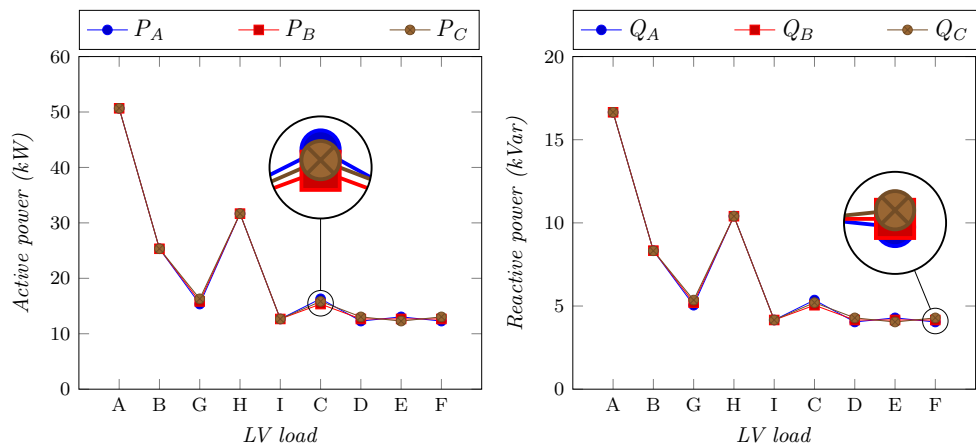 P_A P_B P_C
60
50
40
30
20
10
0
Active power (kW)
A B G H I C D E F
LV load
Q_A Q_B Q_C
20
15
10
5
0
Reactive power (kVar)
A B G H I C D E F
LV load